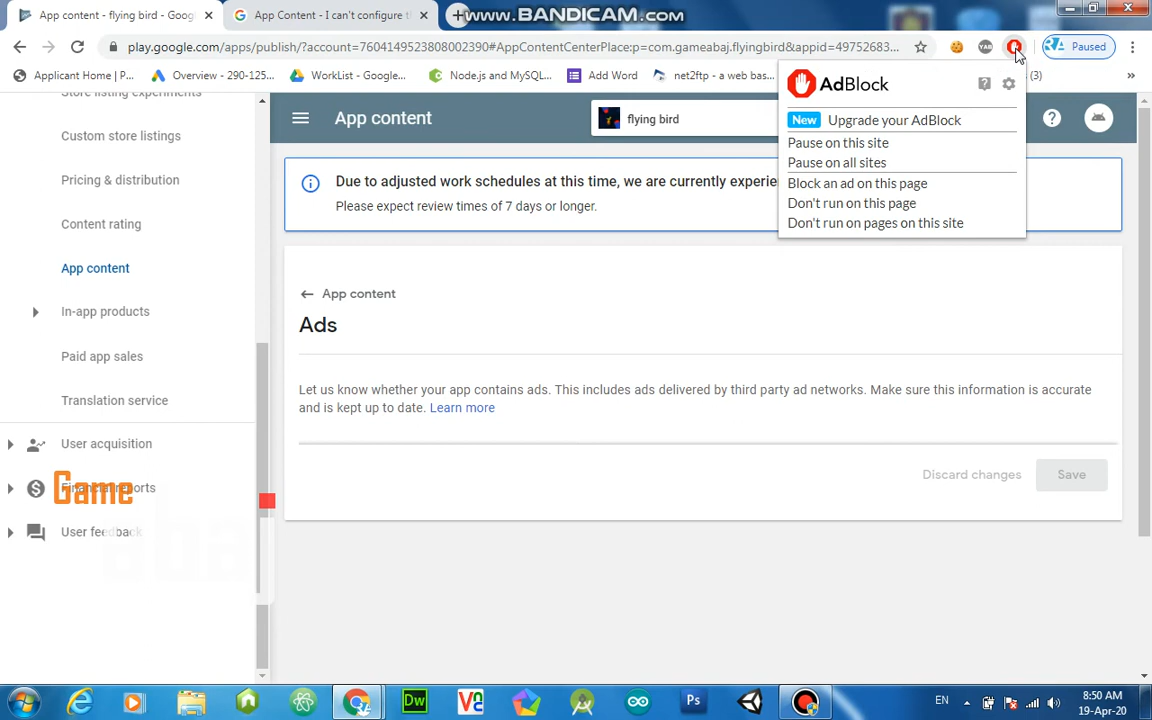 App content - flying bird - Goog
App Content - I can't configure th
www.BANDICAM.com
play.google.com/apps/publish/?account=7604149523808002390#AppContentCenterPlace:p=com.gameabaj.flyingbird&appid=49752683...
YAB
Paused
Applicant Home | P...
Overview - 290-125...
WorkList - Google...
Node.js and MySQL...
Add Word
net2ftp - a web bas...
(3)
»
AdBlock
New Upgrade your AdBlock
Pause on this site
Pause on all sites
Block an ad on this page
Don't run on this page
Don't run on pages on this site
Store listing experiments
Custom store listings
Pricing & distribution
Content rating
App content
In-app products
Paid app sales
Translation service
User acquisition
Financial reports
User feedback
Game
App content
flying bird
Due to adjusted work schedules at this time, we are currently experie
Please expect review times of 7 days or longer.
App content
Ads
Let us know whether your app contains ads. This includes ads delivered by third party ad networks. Make sure this information is accurate
and is kept up to date. Learn more
Discard changes
Save
Dw
Ps
EN
8:50 AM
19-Apr-20